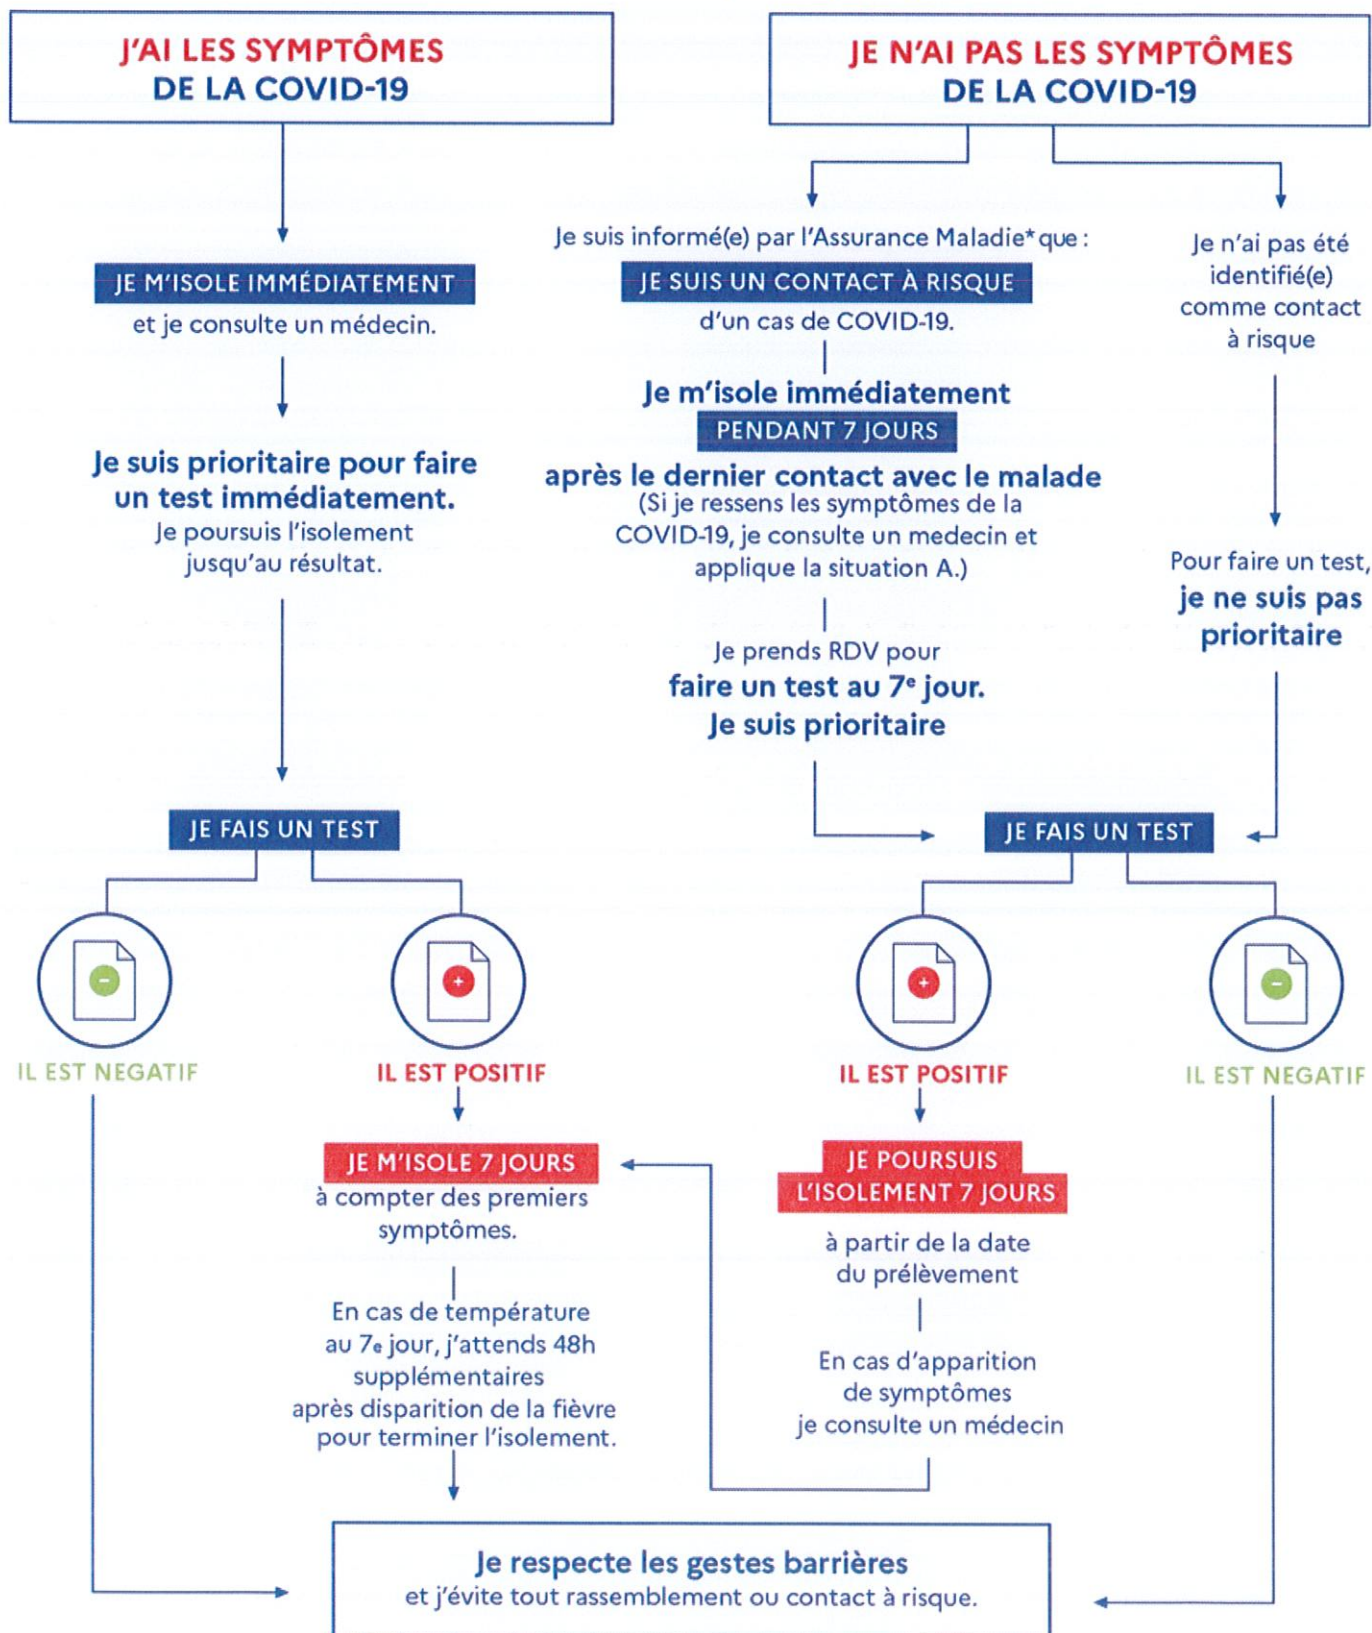 J'AI LES SYMPTÔMES
DE LA COVID-19
JE M'ISOLE IMMÉDIATEMENT
et je consulte un médecin.
Je suis prioritaire pour faire
un test immédiatement.
Je poursuis l'isolement
jusqu'au résultat.
JE FAIS UN TEST
IL EST NEGATIF
IL EST POSITIF
JE M'ISOLE 7 JOURS
à compter des premiers
symptômes.
En cas de température
au 7e jour, j'attends 48h
supplémentaires
après disparition de la fièvre
pour terminer l'isolement.
JE N'AI PAS LES SYMPTÔMES
DE LA COVID-19
Je suis informé(e) par l'Assurance Maladie* que :
JE SUIS UN CONTACT À RISQUE
d'un cas de COVID-19.
Je m'isole immédiatement
PENDANT 7 JOURS
après le dernier contact avec le malade
(Si je ressens les symptômes de la
COVID-19, je consulte un medecin et
applique la situation A.)
Je prends RDV pour
faire un test au 7e jour.
Je suis prioritaire
Je n'ai pas été
identifié(e)
comme contact
à risque
Pour faire un test,
je ne suis pas
prioritaire
JE FAIS UN TEST
IL EST POSITIF
IL EST NEGATIF
JE POURSUIS
L'ISOLEMENT 7 JOURS
à partir de la date
du prélèvement
En cas d'apparition
de symptômes
je consulte un médecin
Je respecte les gestes barrières
et j'évite tout rassemblement ou contact à risque.